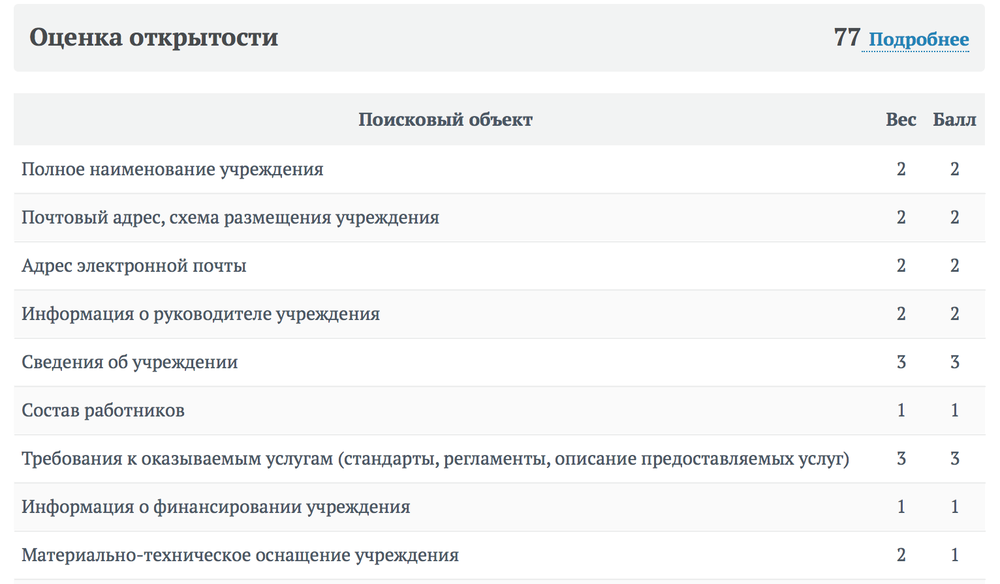 Оценка открытости 77 Подробнее
Поисковый объект Вес Балл
Полное наименование учреждения 2 2
Почтовый адрес, схема размещения учреждения 2 2
Адрес электронной почты 2 2
Информация о руководителе учреждения 2 2
Сведения об учреждении 3 3
Состав работников 1 1
Требования к оказываемым услугам (стандарты, регламенты, описание предоставляемых услуг) 3 3
Информация о финансировании учреждения 1 1
Материально-техническое оснащение учреждения 2 1